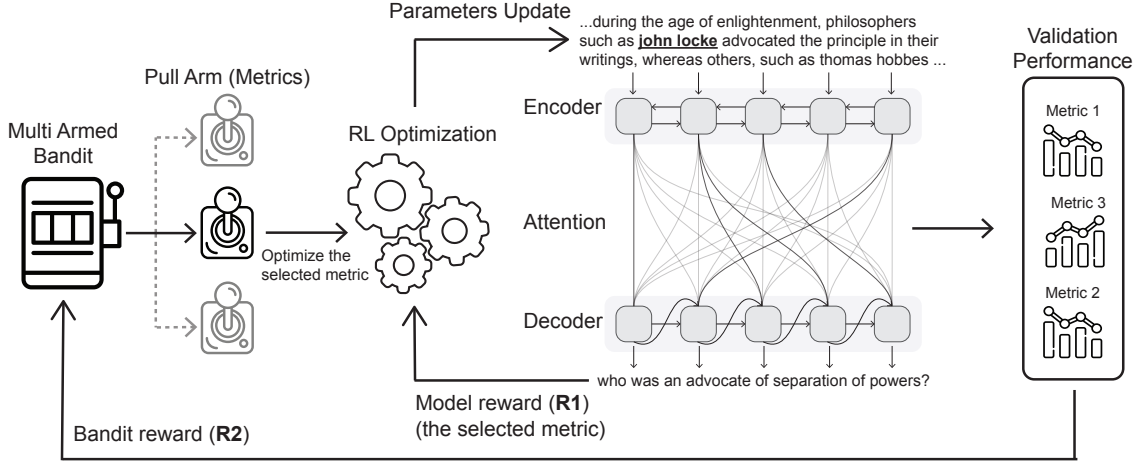 Parameters Update
...during the age of enlightenment, philosophers
such as john locke advocated the principle in their
writings, whereas others, such as thomas hobbes ...
Validation
Performance
Pull Arm (Metrics)
Encoder
Metric 1
Multi Armed
Bandit
RL Optimization
Metric 3
Attention
Optimize the
selected metric
Metric 2
Decoder
who was an advocate of separation of powers?
Model reward (R1)
(the selected metric)
Bandit reward (R2)